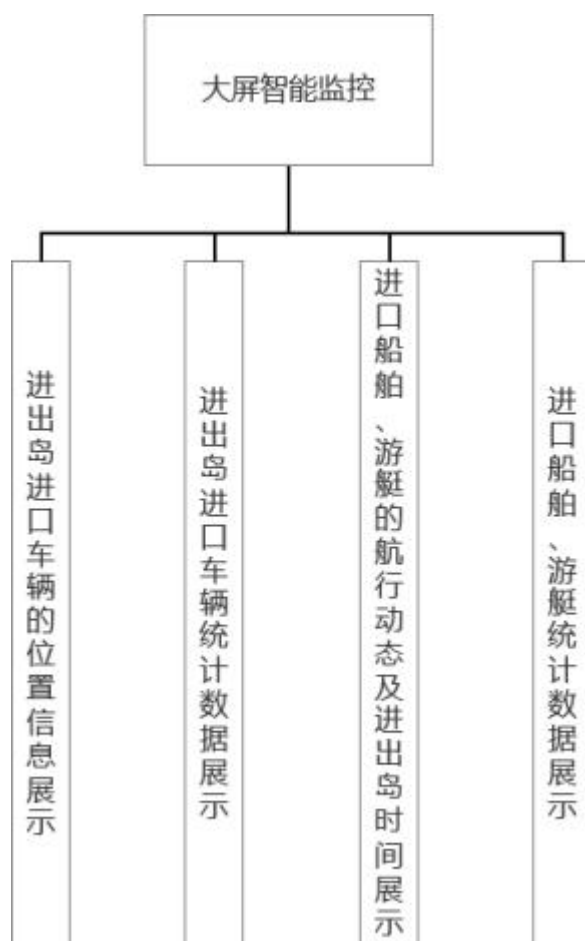 大屏智能监控
进出岛进口车辆的位置信息展示
进出岛进口车辆统计数据展示
进口船舶、游艇的航行动态及进出岛时间展示
进口船舶、游艇统计数据展示